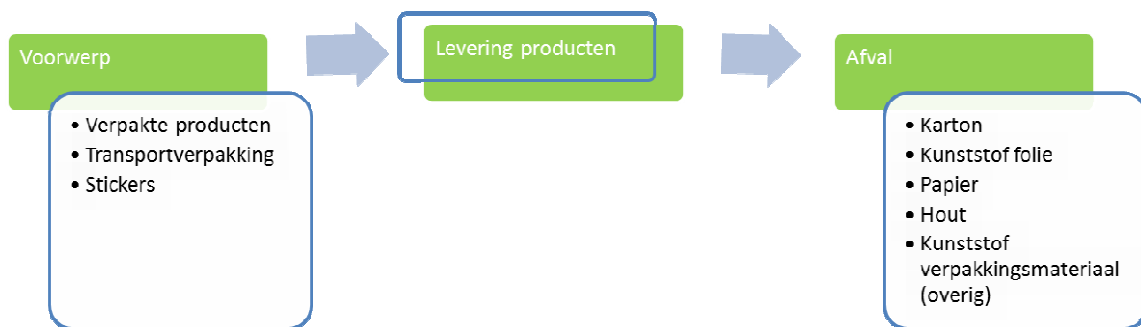 Voorwerp
• Verpakte producten
• Transportverpakking
• Stickers
Levering producten
Afval
• Karton
• Kunststof folie
• Papier
• Hout
• Kunststof
verpakkingsmateriaal
(overig)